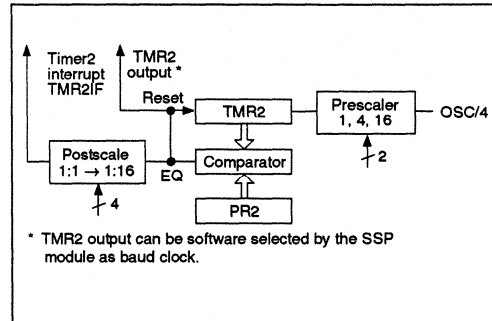 Timer2
interrupt
TMR2IF
TMR2
output *
Reset
TMR2
Prescaler
1, 4, 16
OSC/4
Postscale
1:1 → 1:16
EQ
Comparator
2
4
PR2
* TMR2 output can be software selected by the SSP
module as baud clock.